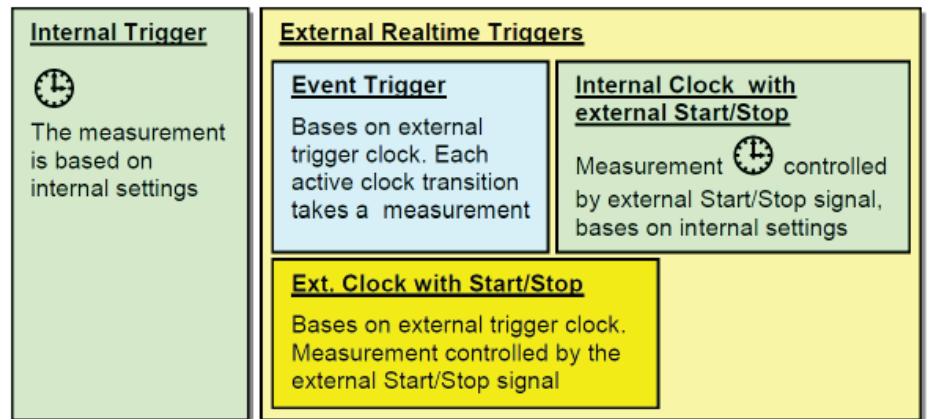 Internal Trigger
The measurement
is based on
internal settings
External Realtime Triggers
Event Trigger
Bases on external
trigger clock. Each
active clock transition
takes a measurement
Internal Clock with
external Start/Stop
Measurement controlled
by external Start/Stop signal,
bases on internal settings
Ext. Clock with Start/Stop
Bases on external trigger clock.
Measurement controlled by the
external Start/Stop signal